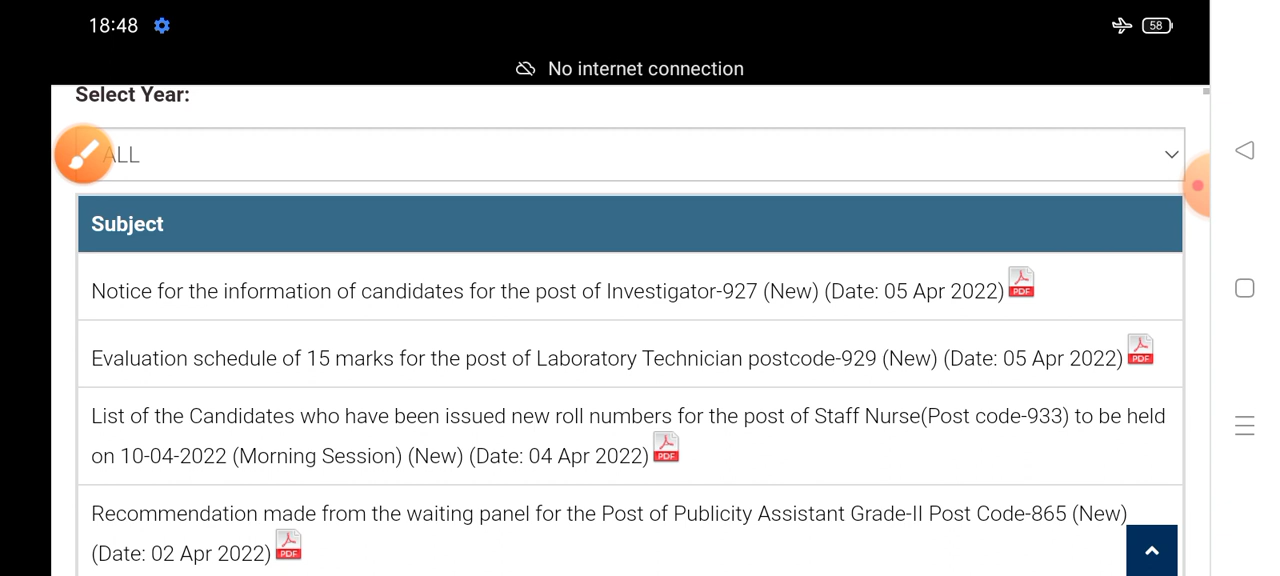 18:48
58
No internet connection
Select Year:
ALL
Subject
Notice for the information of candidates for the post of Investigator-927 (New) (Date: 05 Apr 2022) PDF
Evaluation schedule of 15 marks for the post of Laboratory Technician postcode-929 (New) (Date: 05 Apr 2022) PDF
List of the Candidates who have been issued new roll numbers for the post of Staff Nurse(Post code-933) to be held
on 10-04-2022 (Morning Session) (New) (Date: 04 Apr 2022) PDF
Recommendation made from the waiting panel for the Post of Publicity Assistant Grade-II Post Code-865 (New)
(Date: 02 Apr 2022) PDF